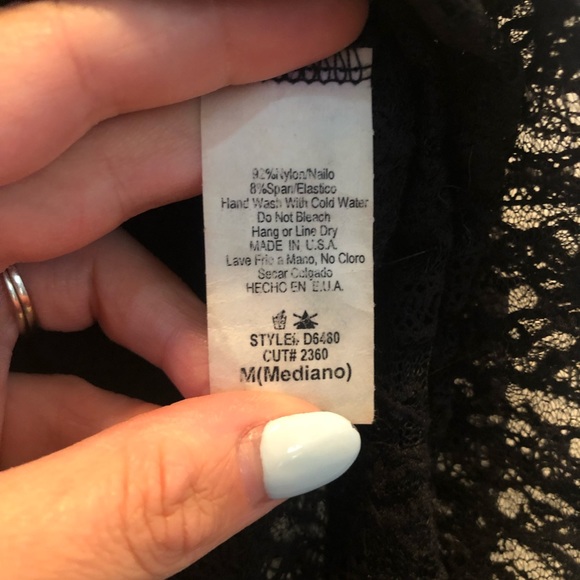 92%Nylon/Nailo
8%Span/Elastico
Hand Wash With Cold Water
Do Not Bleach
Hang or Line Dry
MADE IN U.S.A.
Lave Frio a Mano, No Cloro
Secar Colgado
HECHO EN E.U.A.
STYLE# D6480
CUT# 2360
M(Mediano)